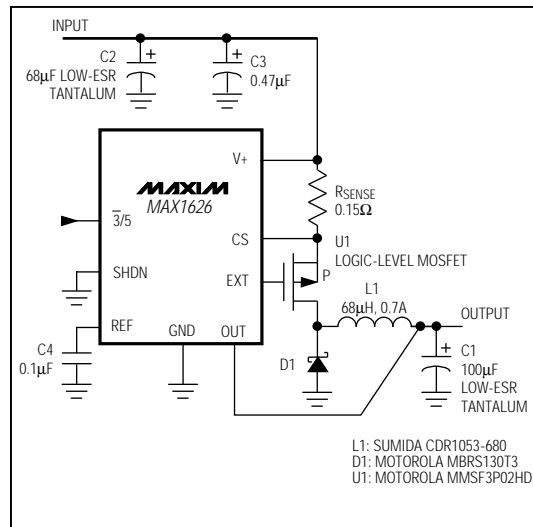 INPUT
C2
68μF LOW-ESR
TANTALUM
+
C3
0.47μF
+
V+
MAXIM
MAX1626
3̅/5
CS
SHDN
EXT
REF
GND
OUT
RSENSE
0.15Ω
U1
LOGIC-LEVEL MOSFET
P
L1
68μH, 0.7A
OUTPUT
C4
0.1μF
D1
+
C1
100μF
LOW-ESR
TANTALUM
L1: SUMIDA CDR1053-680
D1: MOTOROLA MBRS130T3
U1: MOTOROLA MMSF3P02HD